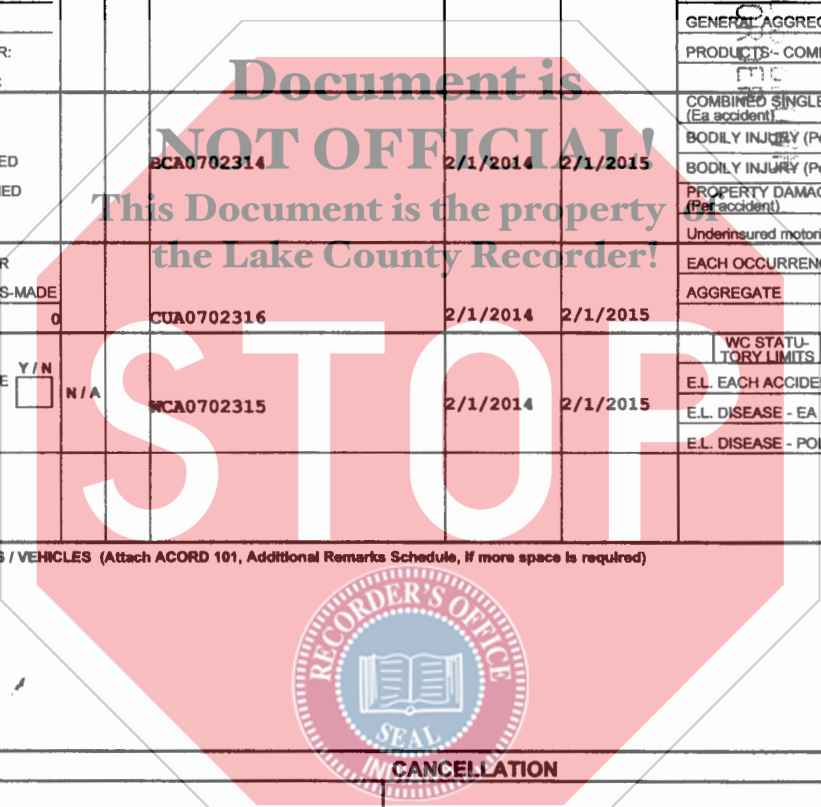 GENERAL AGGREG
R:
PRODUCTS - COMP
Document is
COMBINED SINGLE
(Ea accident)
NOT OFFICIAL!
BODILY INJURY (Pe
ED BCA0702314 2/1/2014 2/1/2015 BODILY INJURY (Pe
NED PROPERTY DAMAG
(Per accident)
This Document is the property of
Underinsured motori
the Lake County Recorder!
R EACH OCCURRENC
S-MADE AGGREGATE
0 CUA0702316 2/1/2014 2/1/2015
WC STATU-
TORY LIMITS
Y / N
E N / A E.L. EACH ACCIDEN
WCA0702315 2/1/2014 2/1/2015 E.L. DISEASE - EA
E.L. DISEASE - POL
STOP
S / VEHICLES (Attach ACORD 101, Additional Remarks Schedule, if more space is required)
RECORDER'S OFFICE
SEAL
INDIANA
CANCELLATION